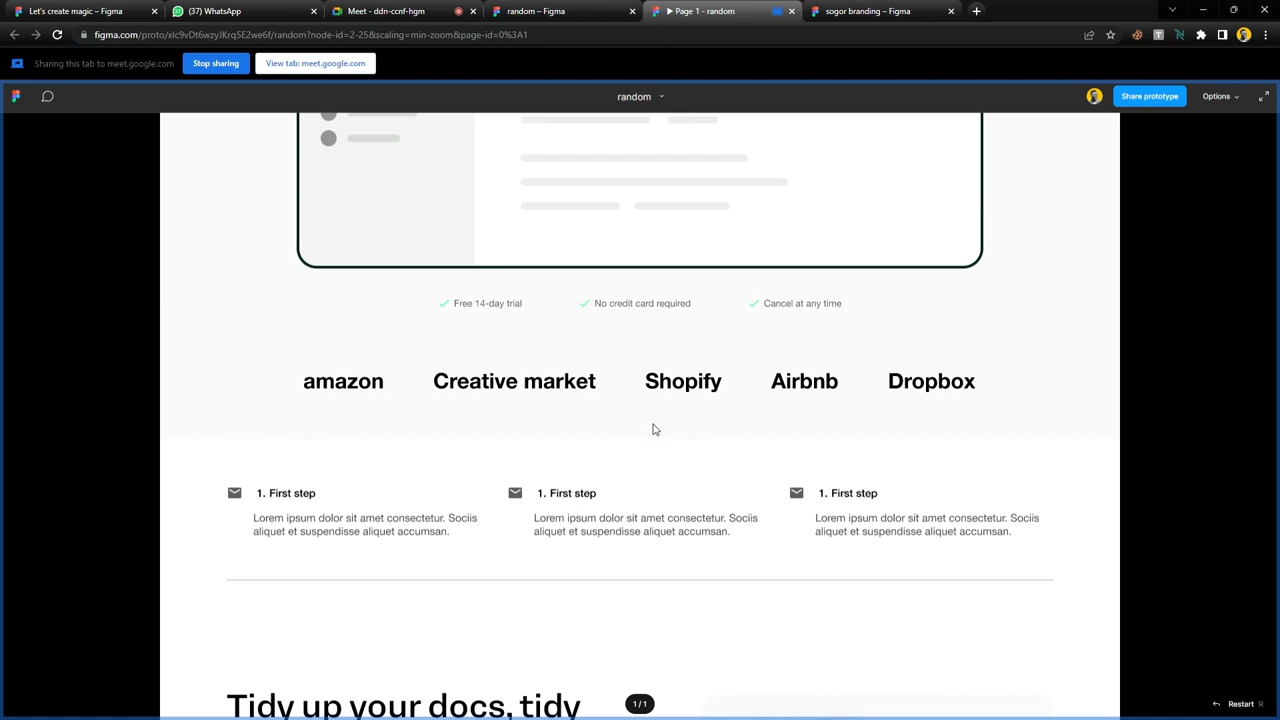 Let's create magic – Figma
(37) WhatsApp
Meet ddn-ccnf-hgm
random – Figma
Page 1 - random
sogor branding – Figma
figma.com/proto/xlc9vDt6wzyJKrq5E2we6f/random?node-id=2-25&scaling=min-zoom&page-id=0%3A1
Sharing this tab to meet.google.com
Stop sharing
View tab: meet.google.com
random
Share prototype
Options
Free 14-day trial
No credit card required
Cancel at any time
amazon
Creative market
Shopify
Airbnb
Dropbox
1. First step
Lorem ipsum dolor sit amet consectetur. Sociis
aliquet et suspendisse aliquet accumsan.
1. First step
Lorem ipsum dolor sit amet consectetur. Sociis
aliquet et suspendisse aliquet accumsan.
1. First step
Lorem ipsum dolor sit amet consectetur. Sociis
aliquet et suspendisse aliquet accumsan.
Tidy up your docs, tidy
1 / 1
Restart R